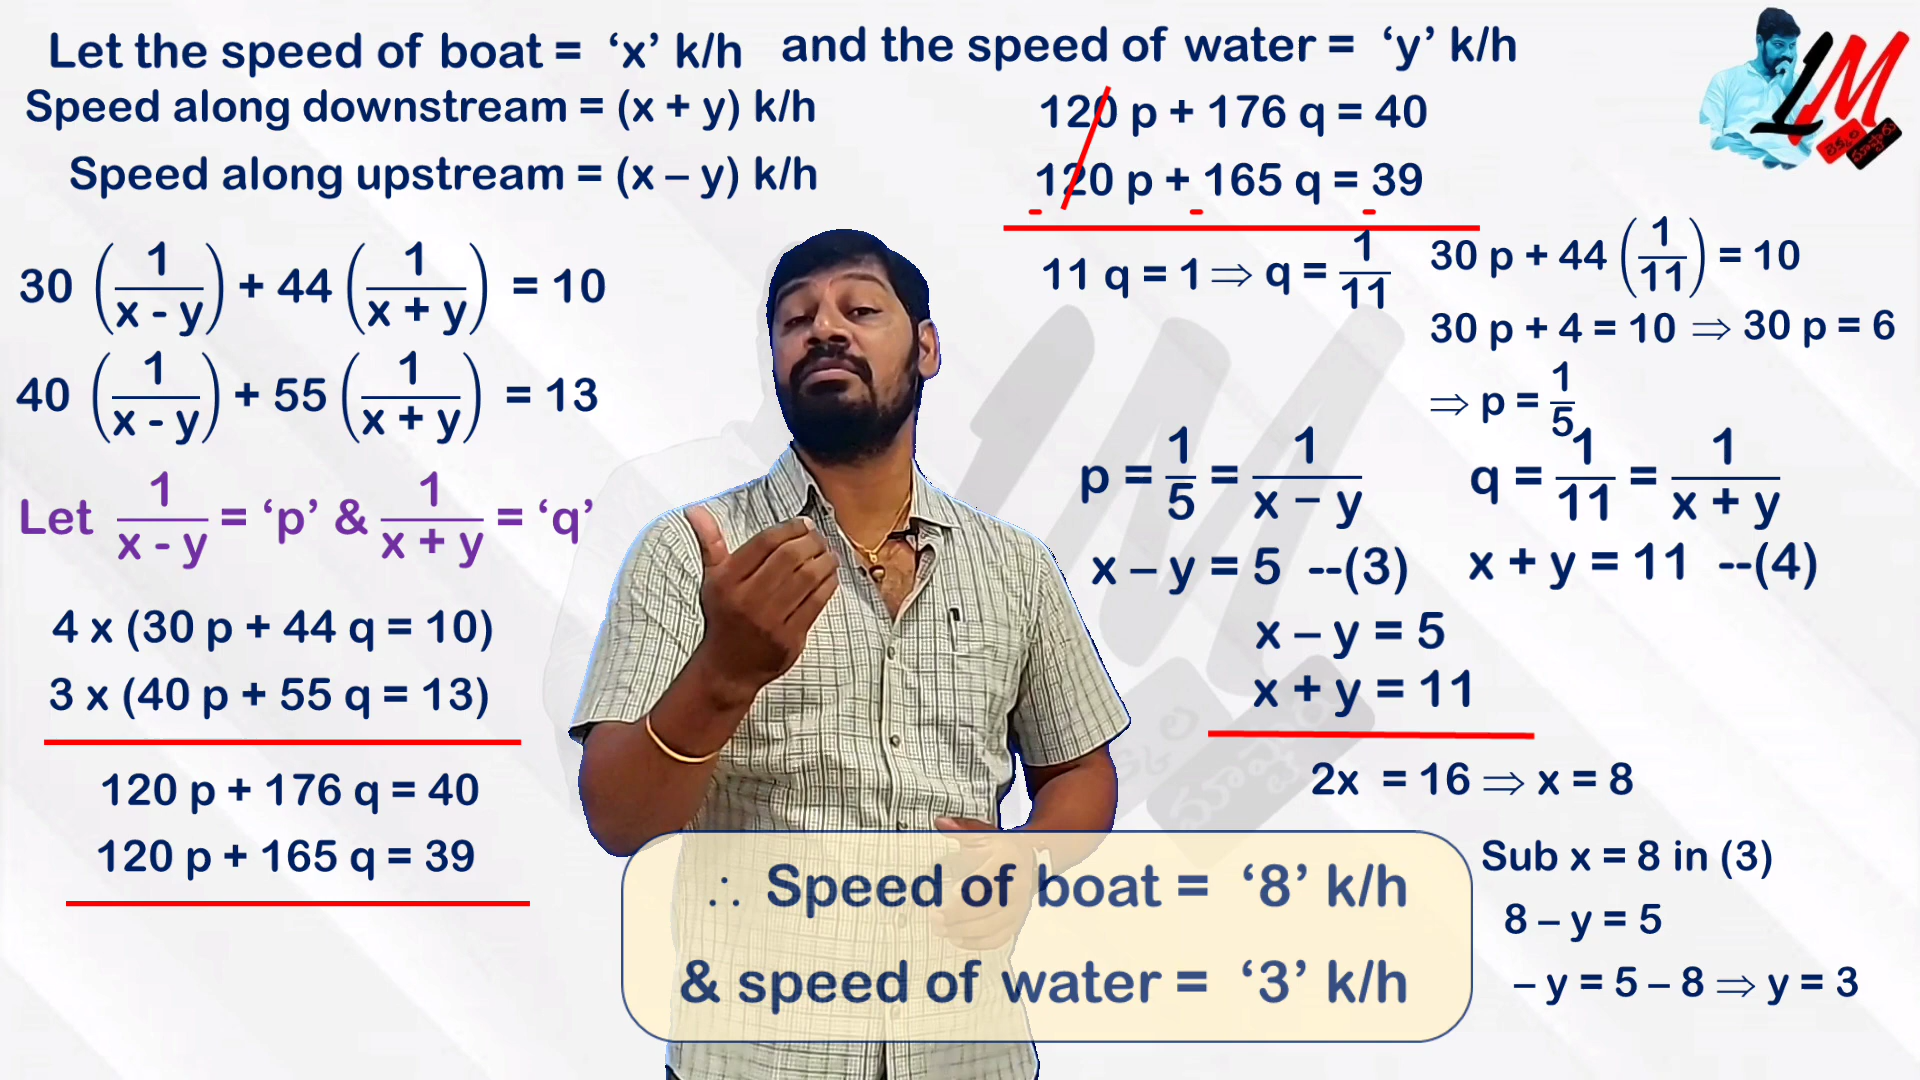 Let the speed of boat = ‘x’ k/h and the speed of water = ‘y’ k/h
Speed along downstream = (x + y) k/h
Speed along upstream = (x – y) k/h
30 (1/(x - y)) + 44 (1/(x + y)) = 10
40 (1/(x - y)) + 55 (1/(x + y)) = 13
Let 1/(x - y) = ‘p’ & 1/(x + y) = ‘q’
4 x (30 p + 44 q = 10)
3 x (40 p + 55 q = 13)
120 p + 176 q = 40
120 p + 165 q = 39
120 p + 176 q = 40
120 p + 165 q = 39
- - -
11 q = 1 ⇒ q = 1/11
30 p + 44 (1/11) = 10
30 p + 4 = 10 ⇒ 30 p = 6
⇒ p = 1/5
p = 1/5 = 1/(x – y)
q = 1/11 = 1/(x + y)
x – y = 5 --(3)
x + y = 11 --(4)
x – y = 5
x + y = 11
2x = 16 ⇒ x = 8
Sub x = 8 in (3)
8 – y = 5
– y = 5 – 8 ⇒ y = 3
∴ Speed of boat = ‘8’ k/h
& speed of water = ‘3’ k/h
LM